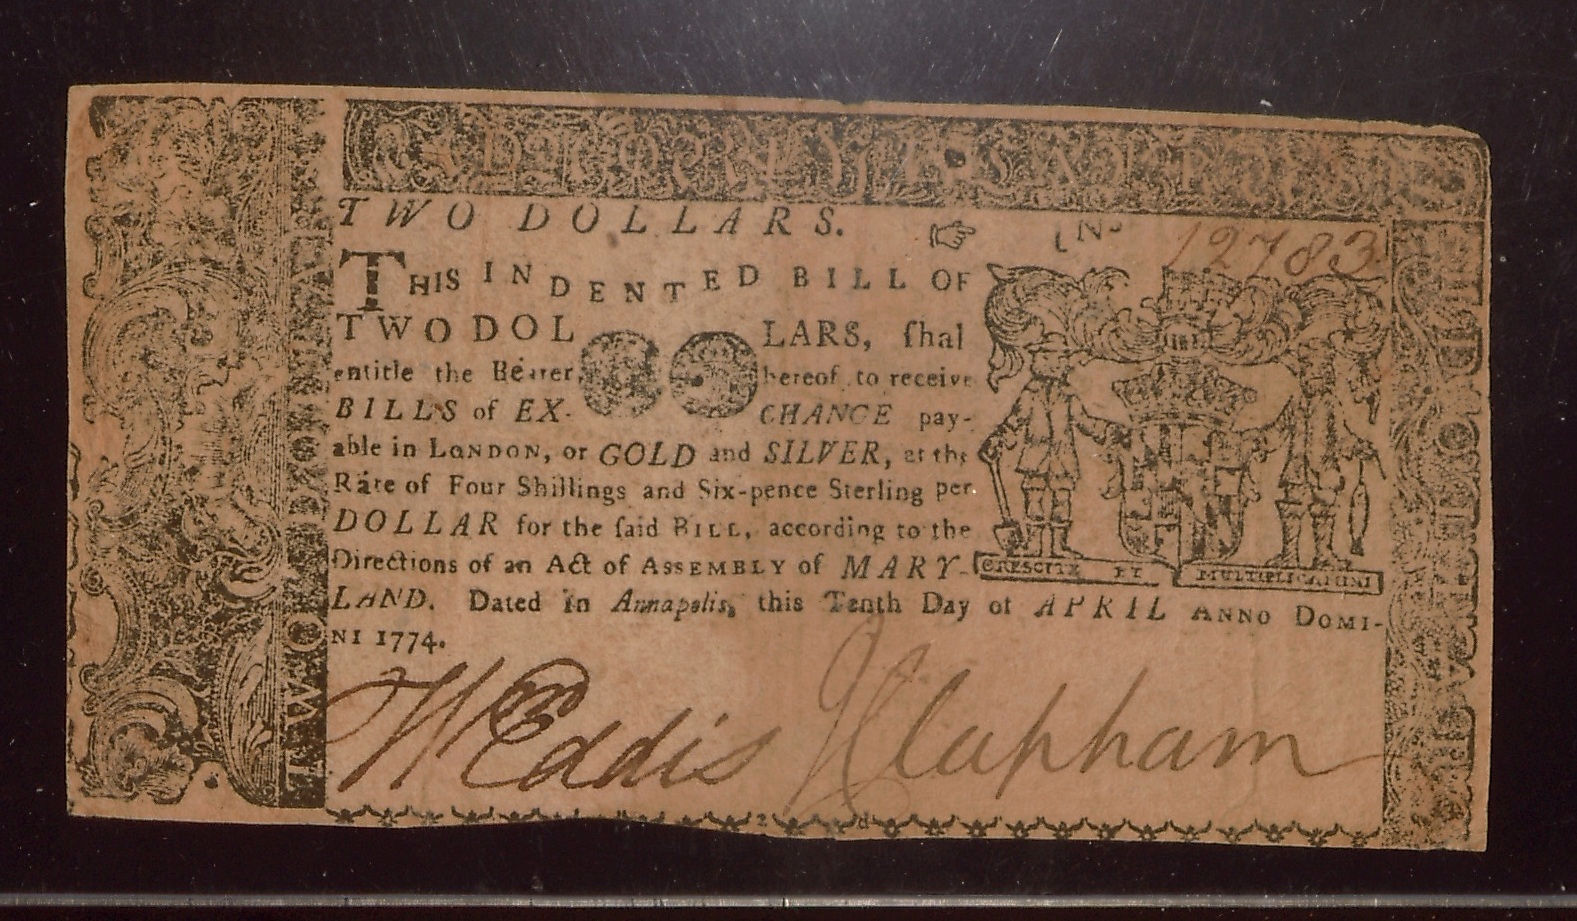 TWO DOLLARS. ☞ (No 12783.
THIS INDENTED BILL OF
TWO DOLLARS, ſhal
entitle the Bearer hereof to receive
BILLS of EXCHANGE pay-
able in LONDON, or GOLD and SILVER, at the
Rate of Four Shillings and Six-pence Sterling per
DOLLAR for the ſaid BILL, according to the
Directions of an Act of ASSEMBLY of MARY-
LAND. Dated in Annapolis, this Tenth Day of APRIL ANNO DOMI-
NI 1774.
CRESCITE ET MULTIPLICAMINI
W Eddis J Clapham